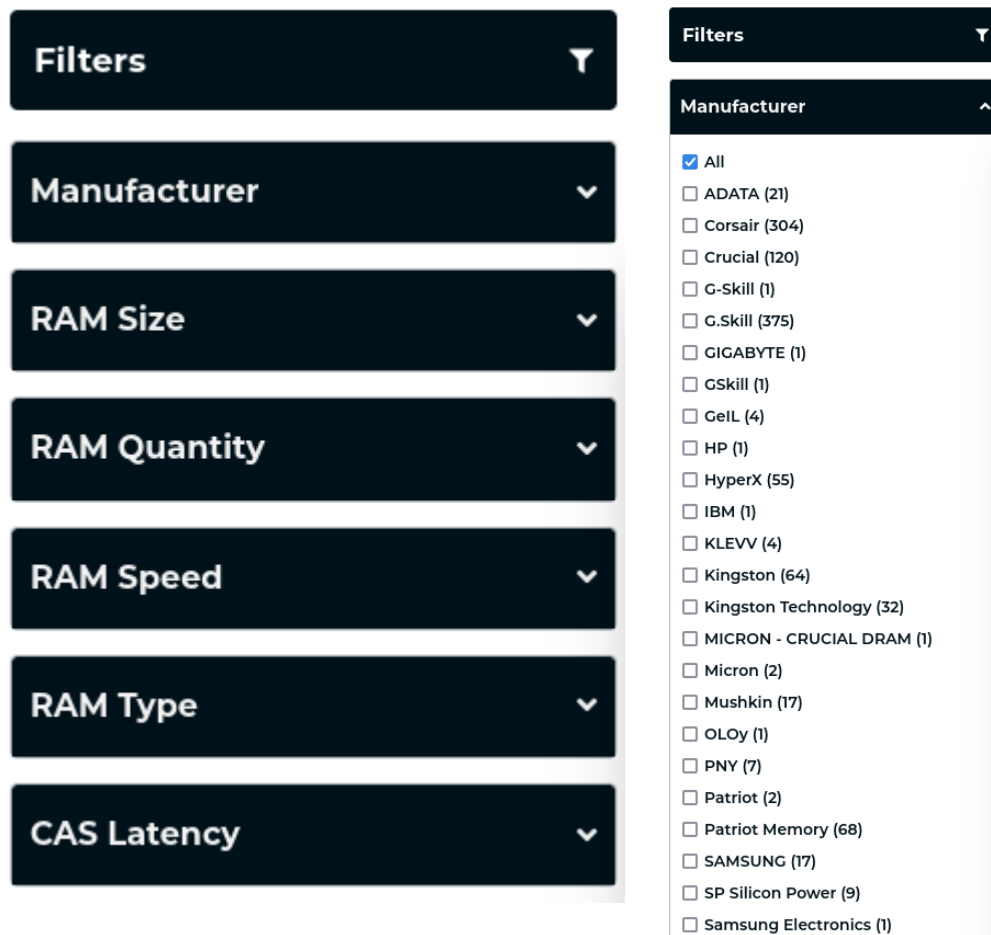 Filters
Manufacturer
RAM Size
RAM Quantity
RAM Speed
RAM Type
CAS Latency
Filters
Manufacturer
All
ADATA (21)
Corsair (304)
Crucial (120)
G-Skill (1)
G.Skill (375)
GIGABYTE (1)
GSkill (1)
GeIL (4)
HP (1)
HyperX (55)
IBM (1)
KLEVV (4)
Kingston (64)
Kingston Technology (32)
MICRON - CRUCIAL DRAM (1)
Micron (2)
Mushkin (17)
OLOy (1)
PNY (7)
Patriot (2)
Patriot Memory (68)
SAMSUNG (17)
SP Silicon Power (9)
Samsung Electronics (1)